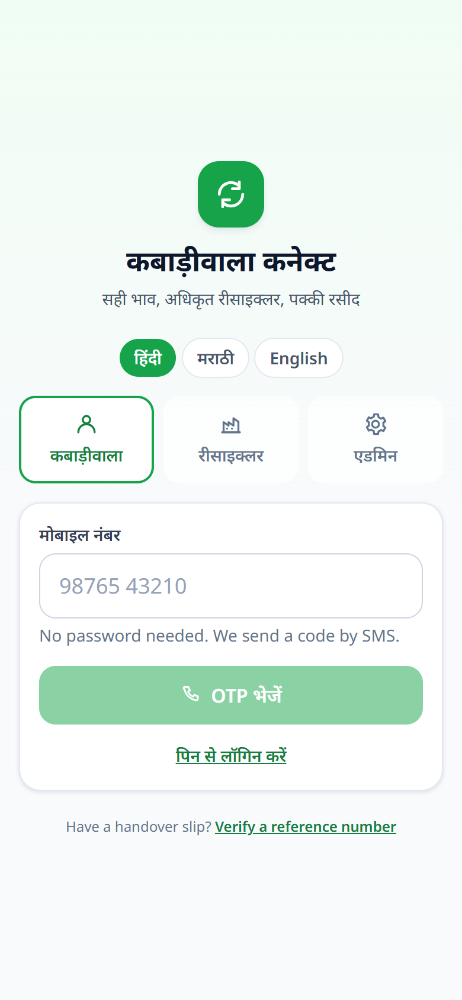 कबाड़ीवाला कनेक्ट
सही भाव, अधिकृत रीसाइक्लर, पक्की रसीद
हिंदी मराठी English
कबाड़ीवाला रीसाइक्लर एडमिन
मोबाइल नंबर
98765 43210
No password needed. We send a code by SMS.
OTP भेजें
पिन से लॉगिन करें
Have a handover slip? Verify a reference number